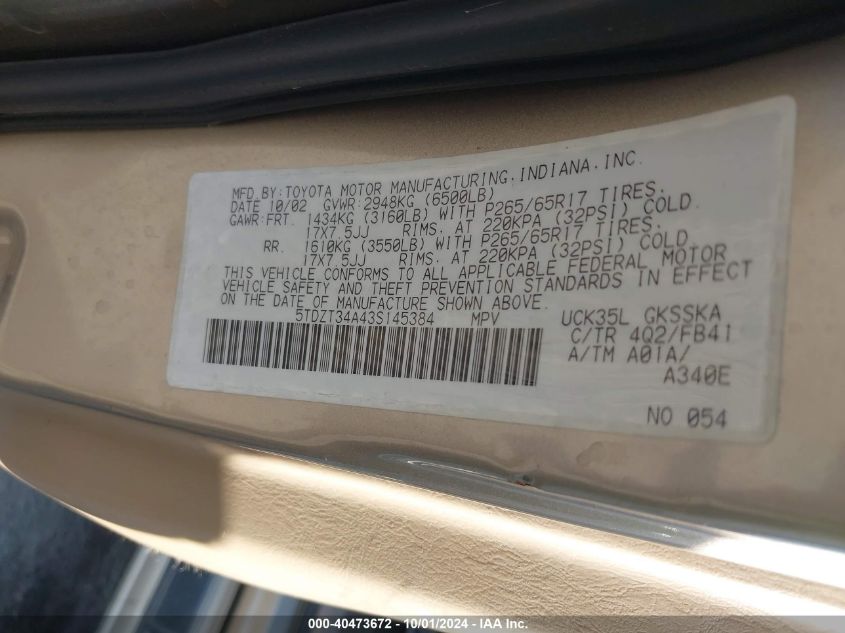 MFD.BY:TOYOTA MOTOR MANUFACTURING,INDIANA,INC.
DATE 10/02 GVWR:2948KG (6500LB)
GAWR:FRT. 1434KG (3160LB) WITH P265/65R17 TIRES.
17X7.5JJ RIMS. AT 220KPA (32PSI) COLD
RR. 1610KG (3550LB) WITH P265/65R17 TIRES.
17X7.5JJ RIMS. AT 220KPA (32PSI) COLD
THIS VEHICLE CONFORMS TO ALL APPLICABLE FEDERAL MOTOR
VEHICLE SAFETY AND THEFT PREVENTION STANDARDS IN EFFECT
ON THE DATE OF MANUFACTURE SHOWN ABOVE.
5TDZT34A43S145384 MPV UCK35L GKSSKA
C/TR 4Q2/FB41
A/TM A01A/
A340E
NO 054
000-40473672 - 10/01/2024 - IAA Inc.